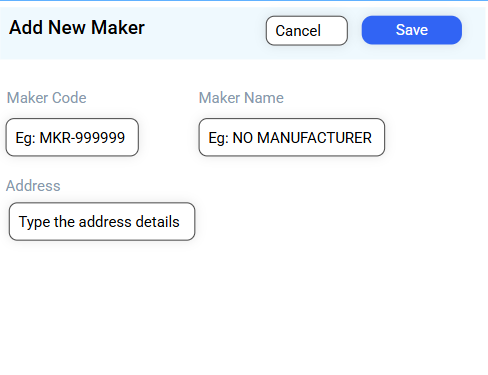 Add New Maker
Cancel
Save
Maker Code
Maker Name
Eg: MKR-999999
Eg: NO MANUFACTURER
Address
Type the address details